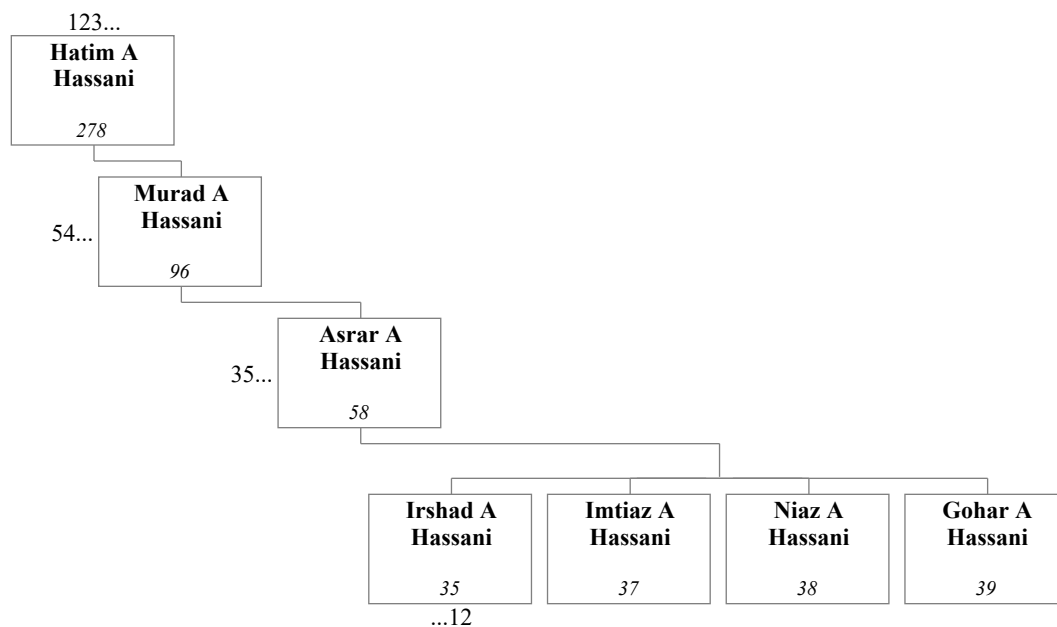 123...
Hatim A
Hassani
278
Murad A
Hassani
54...
96
Asrar A
Hassani
35...
58
Irshad A
Hassani
35
...12
Imtiaz A
Hassani
37
Niaz A
Hassani
38
Gohar A
Hassani
39